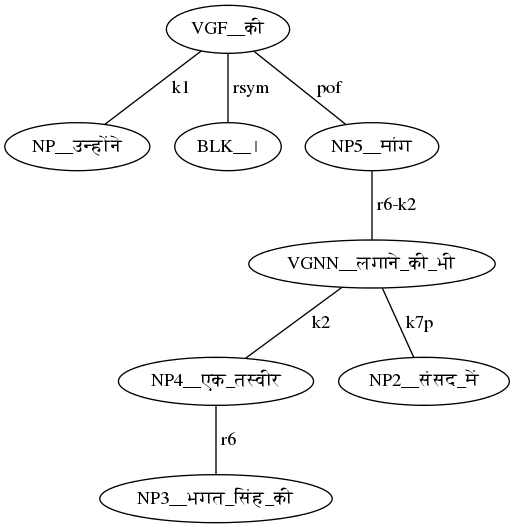 VGF__की
k1
rsym
pof
NP__उन्होंने
BLK__।
NP5__मांग
r6-k2
VGNN__लगाने_की_भी
k2
k7p
NP4__एक_तस्वीर
NP2__संसद_में
r6
NP3__भगत_सिंह_की